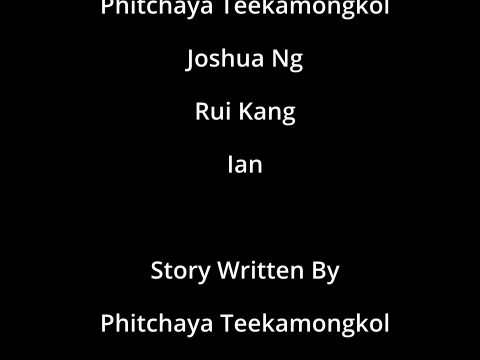 Phitchaya Teekamongkol
Joshua Ng
Rui Kang
Ian
Story Written By
Phitchaya Teekamongkol